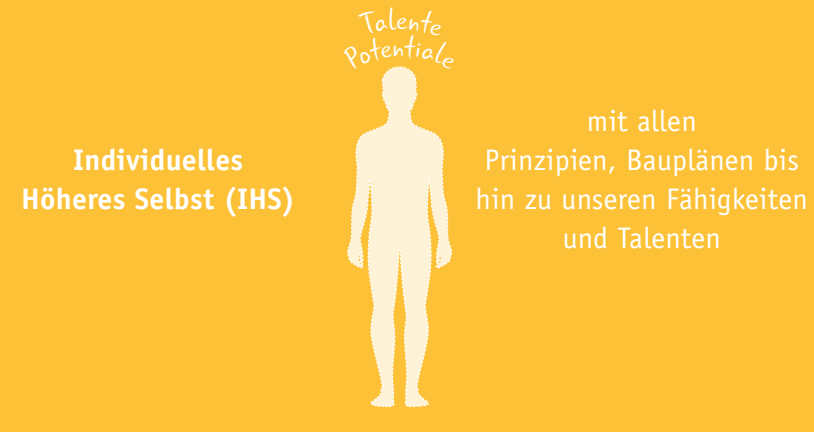 Talente
Potentiale
Individuelles
Höheres Selbst (IHS)
mit allen
Prinzipien, Bauplänen bis
hin zu unseren Fähigkeiten
und Talenten